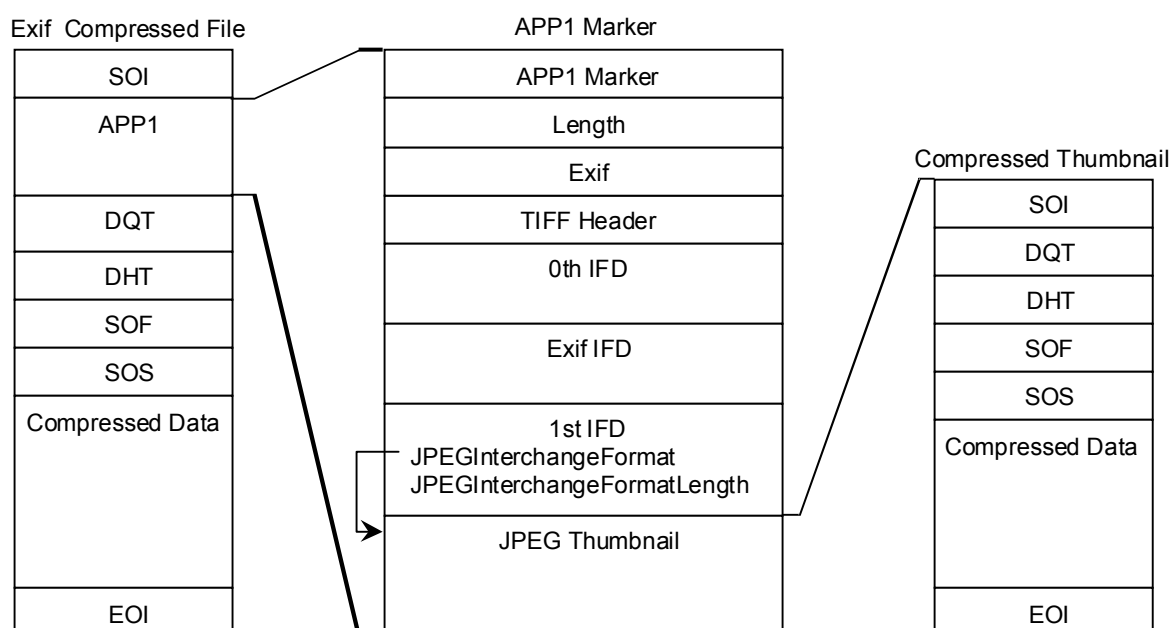 Exif Compressed File
SOI
APP1
DQT
DHT
SOF
SOS
Compressed Data
EOI
APP1 Marker
APP1 Marker
Length
Exif
TIFF Header
0th IFD
Exif IFD
1st IFD
JPEGInterchangeFormat
JPEGInterchangeFormatLength
JPEG Thumbnail
Compressed Thumbnail
SOI
DQT
DHT
SOF
SOS
Compressed Data
EOI